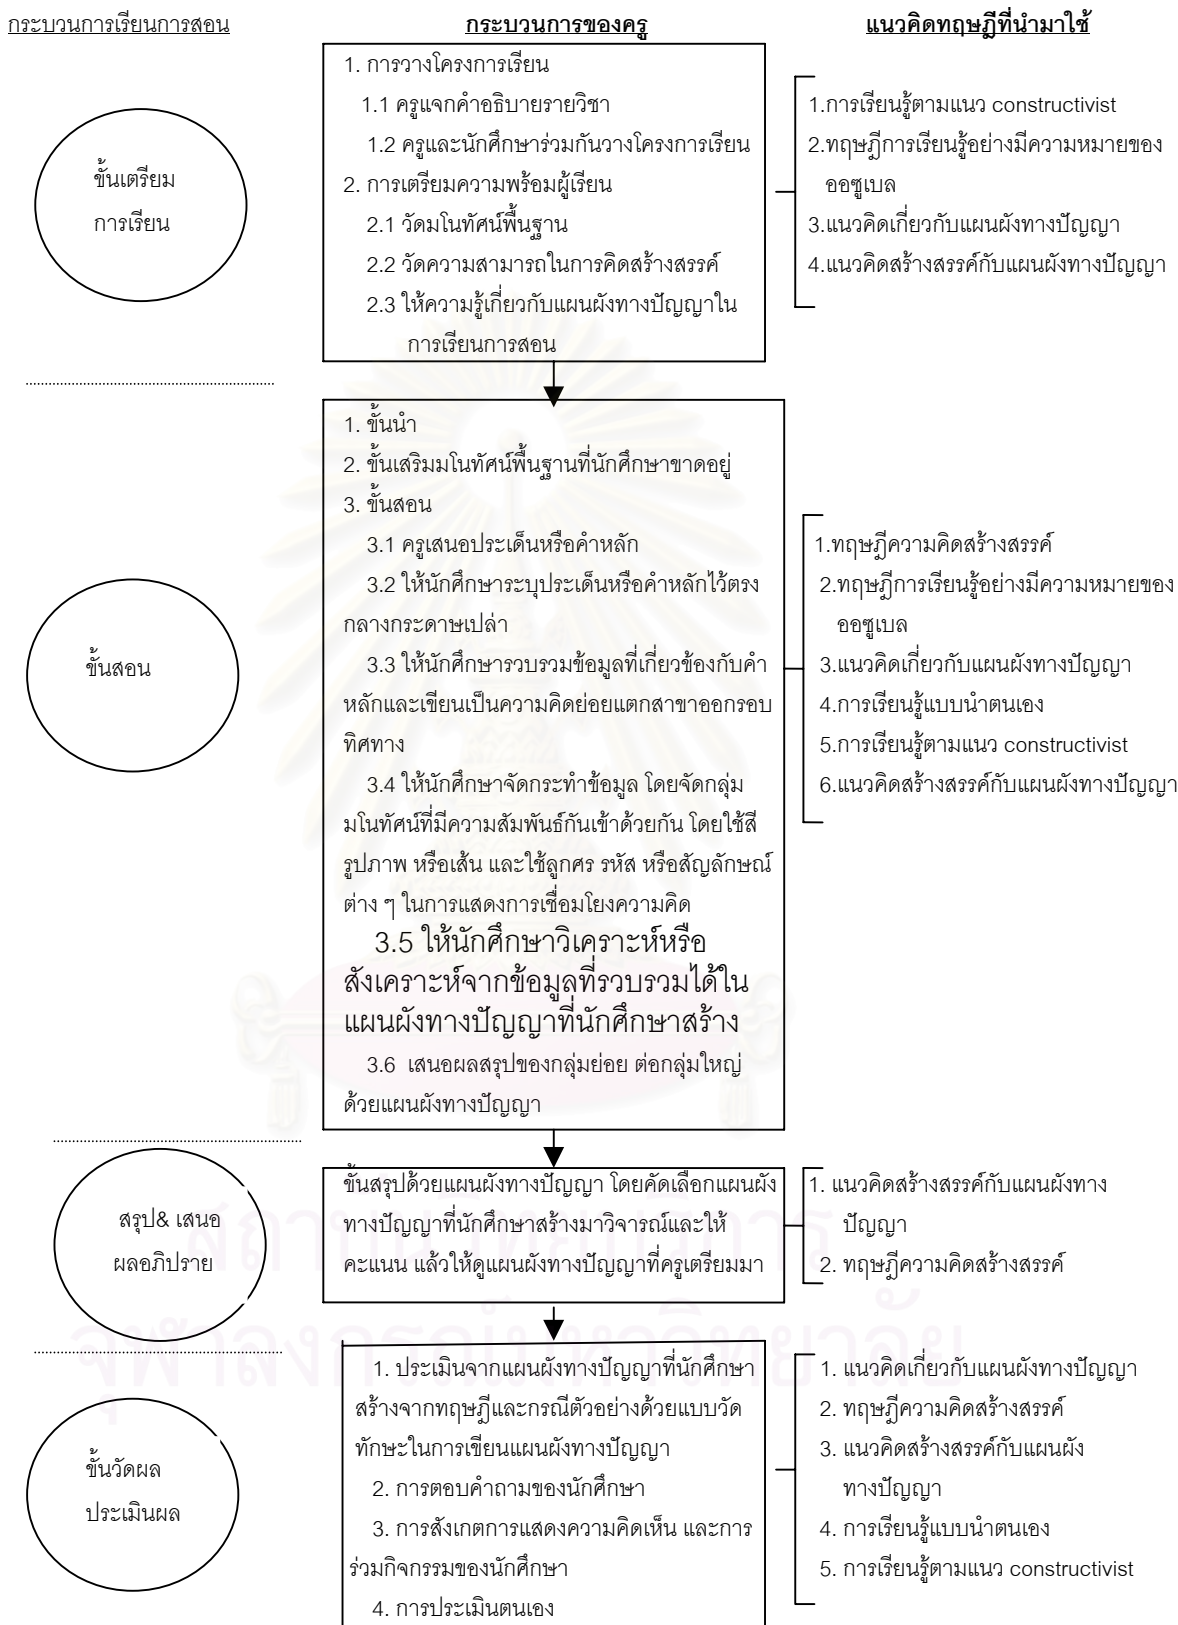 กระบวนการเรียนการสอน
กระบวนการของครู
แนวคิดทฤษฎีที่นำมาใช้
ขั้นเตรียม
การเรียน
1. การวางโครงการเรียน
1.1 ครูแจกคำอธิบายรายวิชา
1.2 ครูและนักศึกษาร่วมกันวางโครงการเรียน
2. การเตรียมความพร้อมผู้เรียน
2.1 วัดมโนทัศน์พื้นฐาน
2.2 วัดความสามารถในการคิดสร้างสรรค์
2.3 ให้ความรู้เกี่ยวกับแผนผังทางปัญญาใน
การเรียนการสอน
1.การเรียนรู้ตามแนว constructivist
2.ทฤษฎีการเรียนรู้อย่างมีความหมายของ
ออซูเบล
3.แนวคิดเกี่ยวกับแผนผังทางปัญญา
4.แนวคิดสร้างสรรค์กับแผนผังทางปัญญา
ขั้นสอน
1. ขั้นนำ
2. ขั้นเสริมมโนทัศน์พื้นฐานที่นักศึกษาขาดอยู่
3. ขั้นสอน
3.1 ครูเสนอประเด็นหรือคำหลัก
3.2 ให้นักศึกษาระบุประเด็นหรือคำหลักไว้ตรง
กลางกระดาษเปล่า
3.3 ให้นักศึกษารวบรวมข้อมูลที่เกี่ยวข้องกับคำ
หลักและเขียนเป็นความคิดย่อยแตกสาขาออกรอบ
ทิศทาง
3.4 ให้นักศึกษาจัดกระทำข้อมูล โดยจัดกลุ่ม
มโนทัศน์ที่มีความสัมพันธ์กันเข้าด้วยกัน โดยใช้สี
รูปภาพ หรือเส้น และใช้ลูกศร รหัส หรือสัญลักษณ์
ต่าง ๆ ในการแสดงการเชื่อมโยงความคิด
3.5 ให้นักศึกษาวิเคราะห์หรือ
สังเคราะห์จากข้อมูลที่รวบรวมได้ใน
แผนผังทางปัญญาที่นักศึกษาสร้าง
3.6 เสนอผลสรุปของกลุ่มย่อย ต่อกลุ่มใหญ่
ด้วยแผนผังทางปัญญา
1.ทฤษฎีความคิดสร้างสรรค์
2.ทฤษฎีการเรียนรู้อย่างมีความหมายของ
ออซูเบล
3.แนวคิดเกี่ยวกับแผนผังทางปัญญา
4.การเรียนรู้แบบนำตนเอง
5.การเรียนรู้ตามแนว constructivist
6.แนวคิดสร้างสรรค์กับแผนผังทางปัญญา
สรุป& เสนอ
ผลอภิปราย
ขั้นสรุปด้วยแผนผังทางปัญญา โดยคัดเลือกแผนผัง
ทางปัญญาที่นักศึกษาสร้างมาวิจารณ์และให้
คะแนน แล้วให้ดูแผนผังทางปัญญาที่ครูเตรียมมา
1. แนวคิดสร้างสรรค์กับแผนผังทาง
ปัญญา
2. ทฤษฎีความคิดสร้างสรรค์
สถาบันวิทยบริการ
จุฬาลงกรณ์มหาวิทยาลัย
ขั้นวัดผล
ประเมินผล
1. ประเมินจากแผนผังทางปัญญาที่นักศึกษา
สร้างจากทฤษฎีและกรณีตัวอย่างด้วยแบบวัด
ทักษะในการเขียนแผนผังทางปัญญา
2. การตอบคำถามของนักศึกษา
3. การสังเกตการแสดงความคิดเห็น และการ
ร่วมกิจกรรมของนักศึกษา
4. การประเมินตนเอง
1. แนวคิดเกี่ยวกับแผนผังทางปัญญา
2. ทฤษฎีความคิดสร้างสรรค์
3. แนวคิดสร้างสรรค์กับแผนผัง
ทางปัญญา
4. การเรียนรู้แบบนำตนเอง
5. การเรียนรู้ตามแนว constructivist